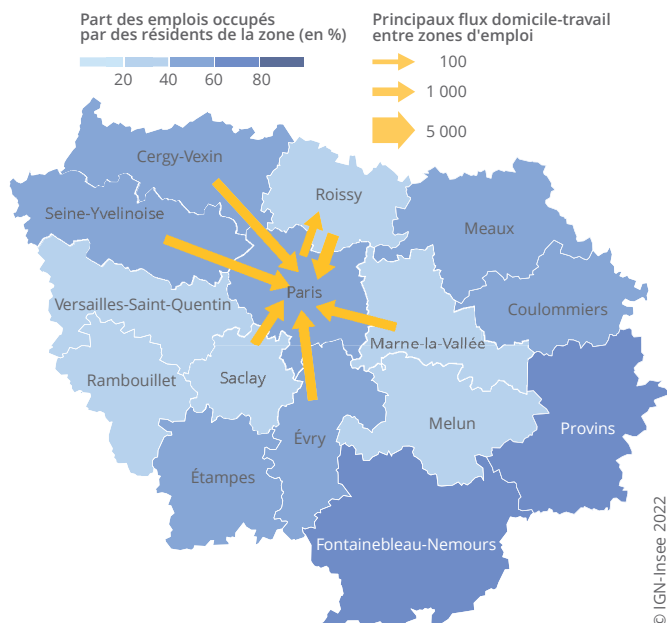 Part des emplois occupés
par des résidents de la zone (en %)
20 40 60 80
Principaux flux domicile-travail
entre zones d'emploi
100
1 000
5 000
Cergy-Vexin
Roissy
Seine-Yvelinoise
Meaux
Paris
Versailles-Saint-Quentin
Coulommiers
Marne-la-Vallée
Rambouillet
Saclay
Melun
Provins
Évry
Étampes
Fontainebleau-Nemours
© IGN-Insee 2022